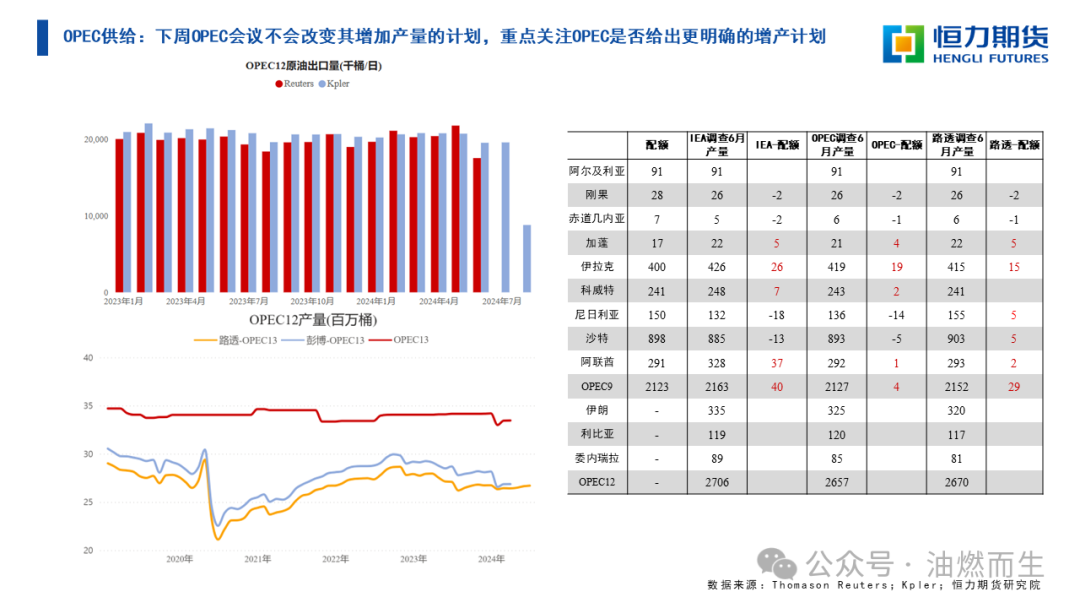 OPEC供给：下周OPEC会议不会改变其增加产量的计划，重点关注OPEC是否给出更明确的增产计划
恒力期货
HENGLI FUTURES
OPEC12原油出口量(千桶/日)
Reuters Kpler
20,000
10,000
0
2023年1月 2023年4月 2023年7月 2023年10月 2024年1月 2024年4月 2024年7月
OPEC12产量(百万桶)
路透-OPEC13 彭博-OPEC13 OPEC13
40
35
30
25
20
2020年 2021年 2022年 2023年 2024年
配额 IEA调查6月产量 IEA-配额 OPEC调查6月产量 OPEC-配额 路透调查6月产量 路透-配额
阿尔及利亚 91 91 91 91
刚果 28 26 -2 26 -2 26 -2
赤道几内亚 7 5 -2 6 -1 6 -1
加蓬 17 22 5 21 4 22 5
伊拉克 400 426 26 419 19 415 15
科威特 241 248 7 243 2 241
尼日利亚 150 132 -18 136 -14 155 5
沙特 898 885 -13 893 -5 903 5
阿联酋 291 328 37 292 1 293 2
OPEC9 2123 2163 40 2127 4 2152 29
伊朗 - 335 325 320
利比亚 - 119 120 117
委内瑞拉 - 89 85 81
OPEC12 - 2706 2657 2670
公众号·油燃而生
数据来源：Thomason Reuters；Kpler；恒力期货研究院